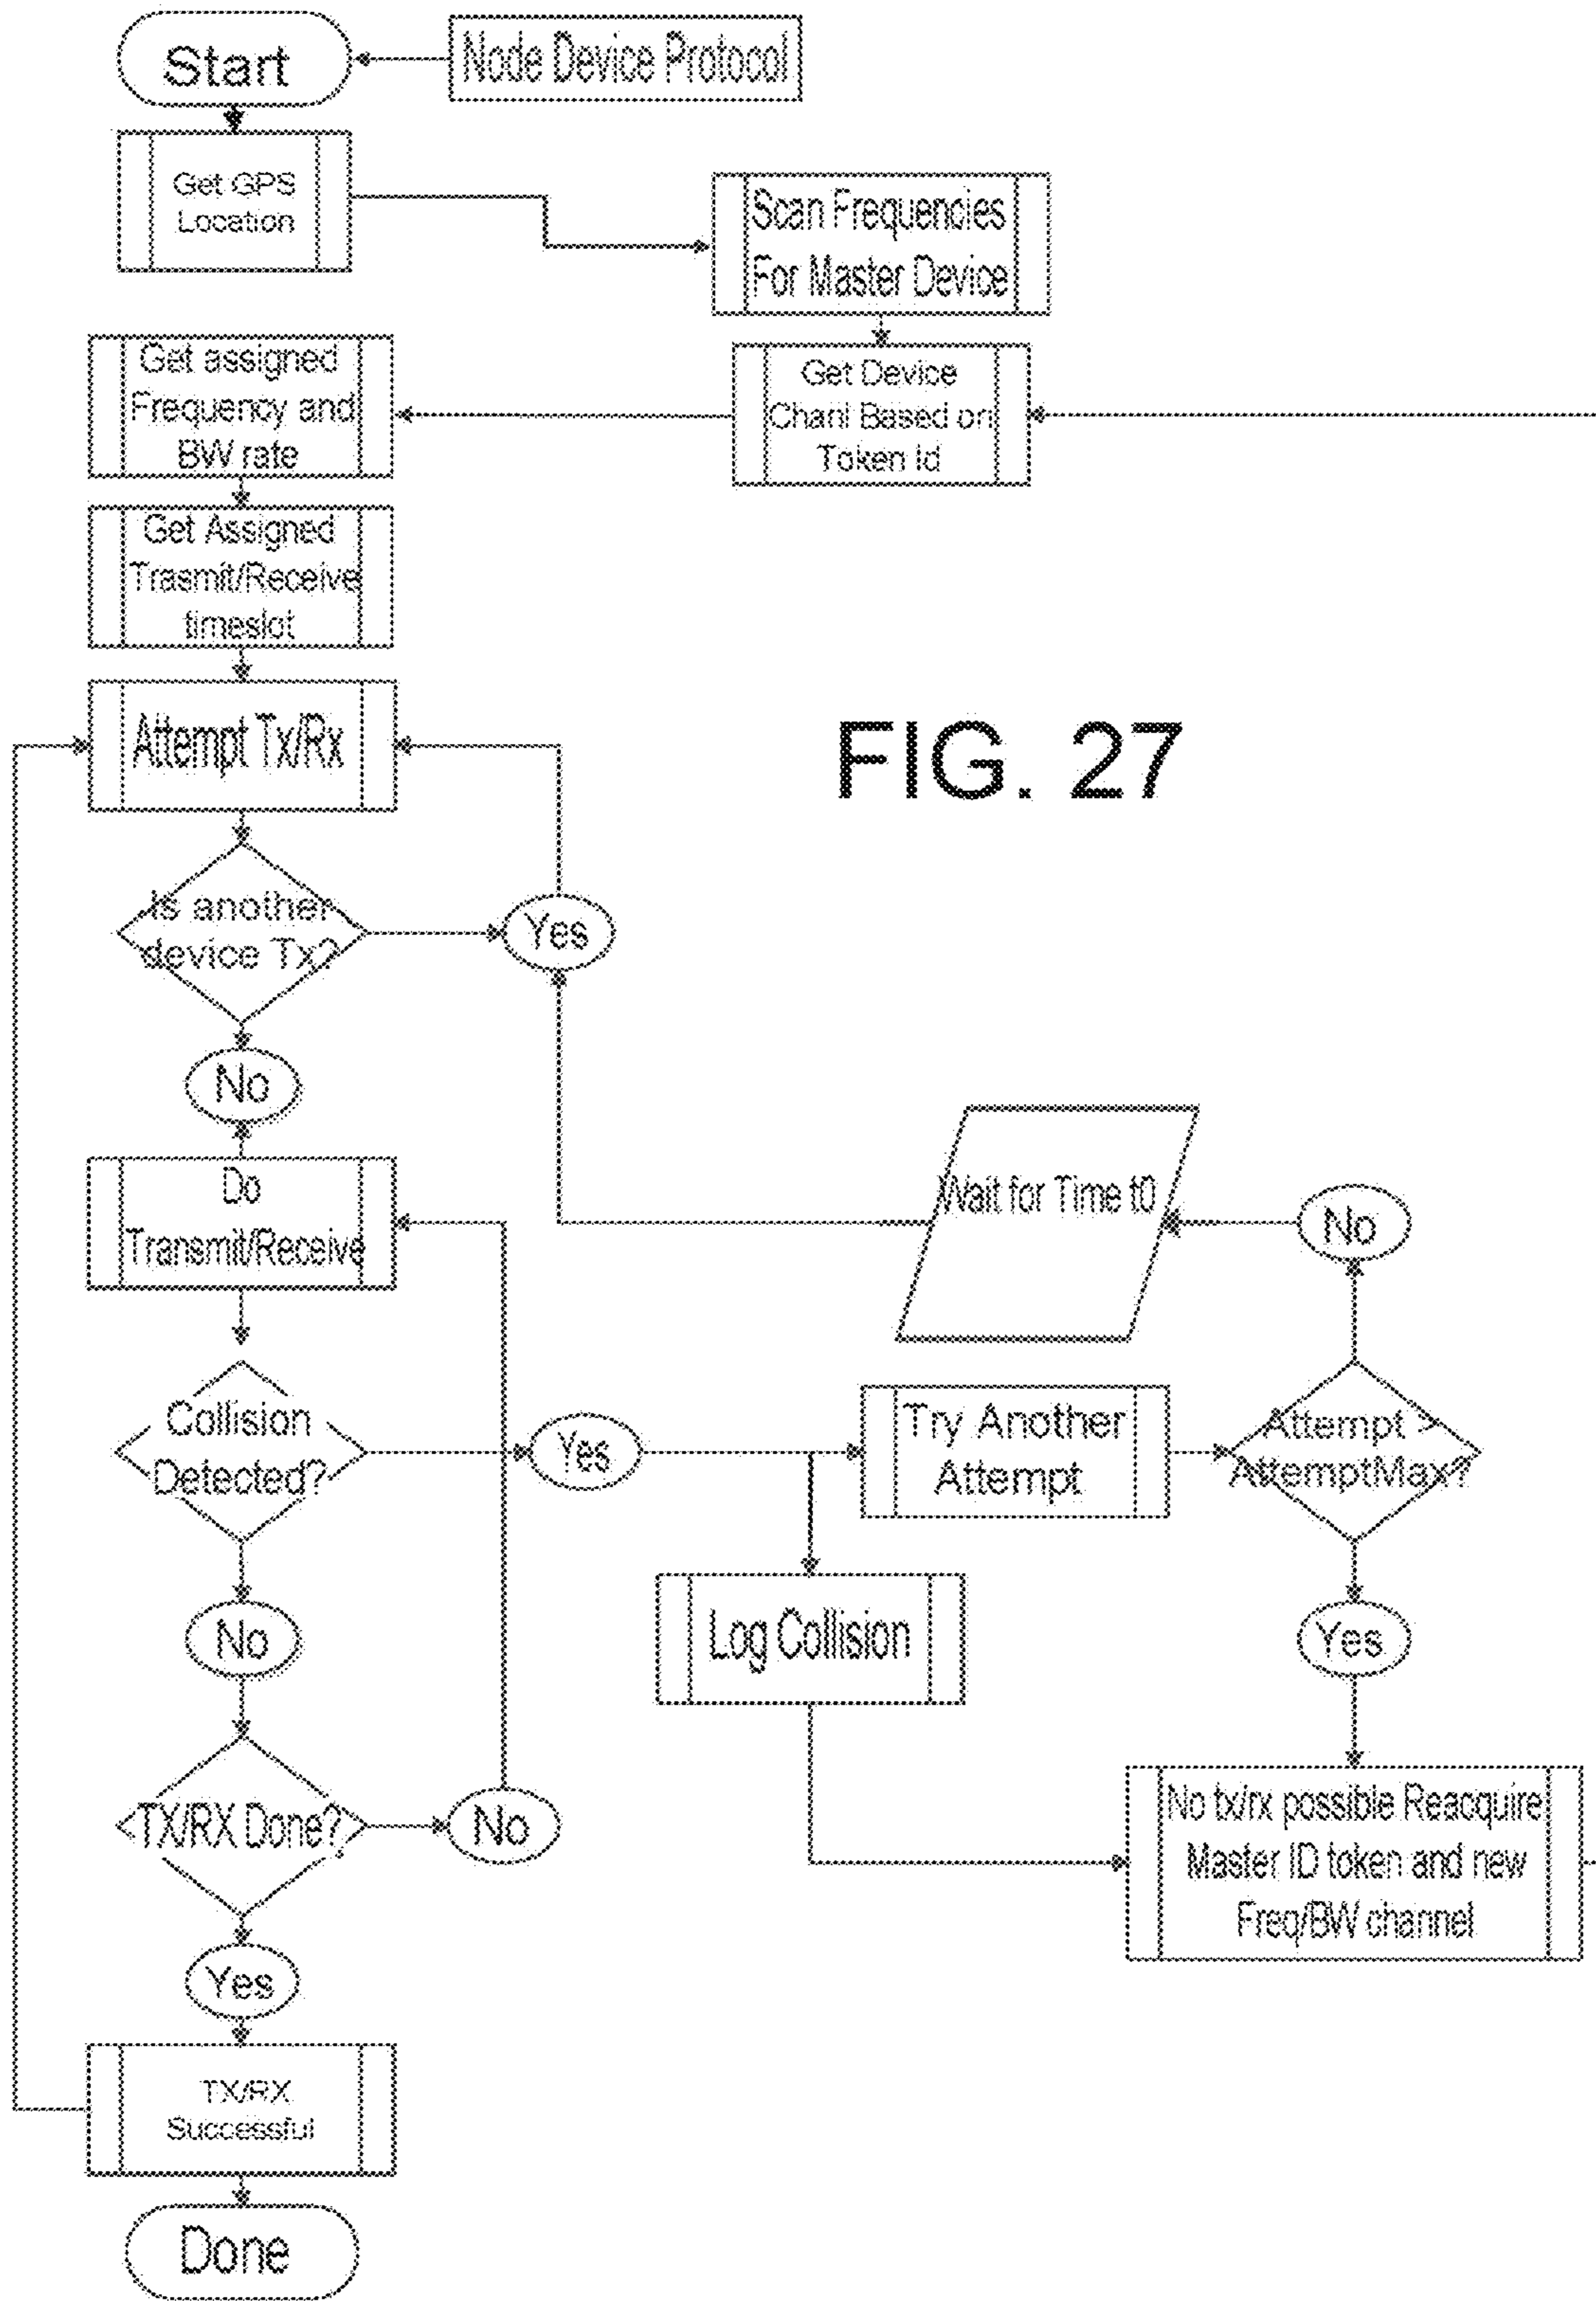 Start
Node Device Protocol
Get GPS
Location
Scan Frequencies
For Master Device
Get Device
Chanl Based on
Token Id
Get assigned
Frequency and
BW rate
Get Assigned
Trasmit/Receive
timeslot
Attempt Tx/Rx
FIG. 27
Is another
device Tx?
Yes
No
Do
Transmit/Receive
Wait for Time t0
No
Collision
Detected?
Yes
Try Another
Attempt
Attempt >
AttemptMax?
No
Log Collision
Yes
TX/RX Done?
No
No tx/rx possible Reacquire
Master ID token and new
Freq/BW channel
Yes
TX/RX
Successful
Done